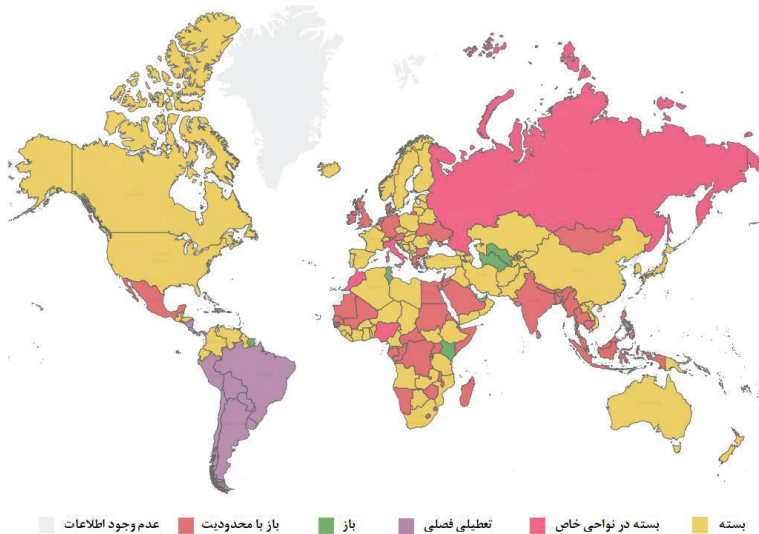 بسته بسته در نواحی خاص تعطیلی فصلی باز باز با محدودیت عدم وجود اطلاعات